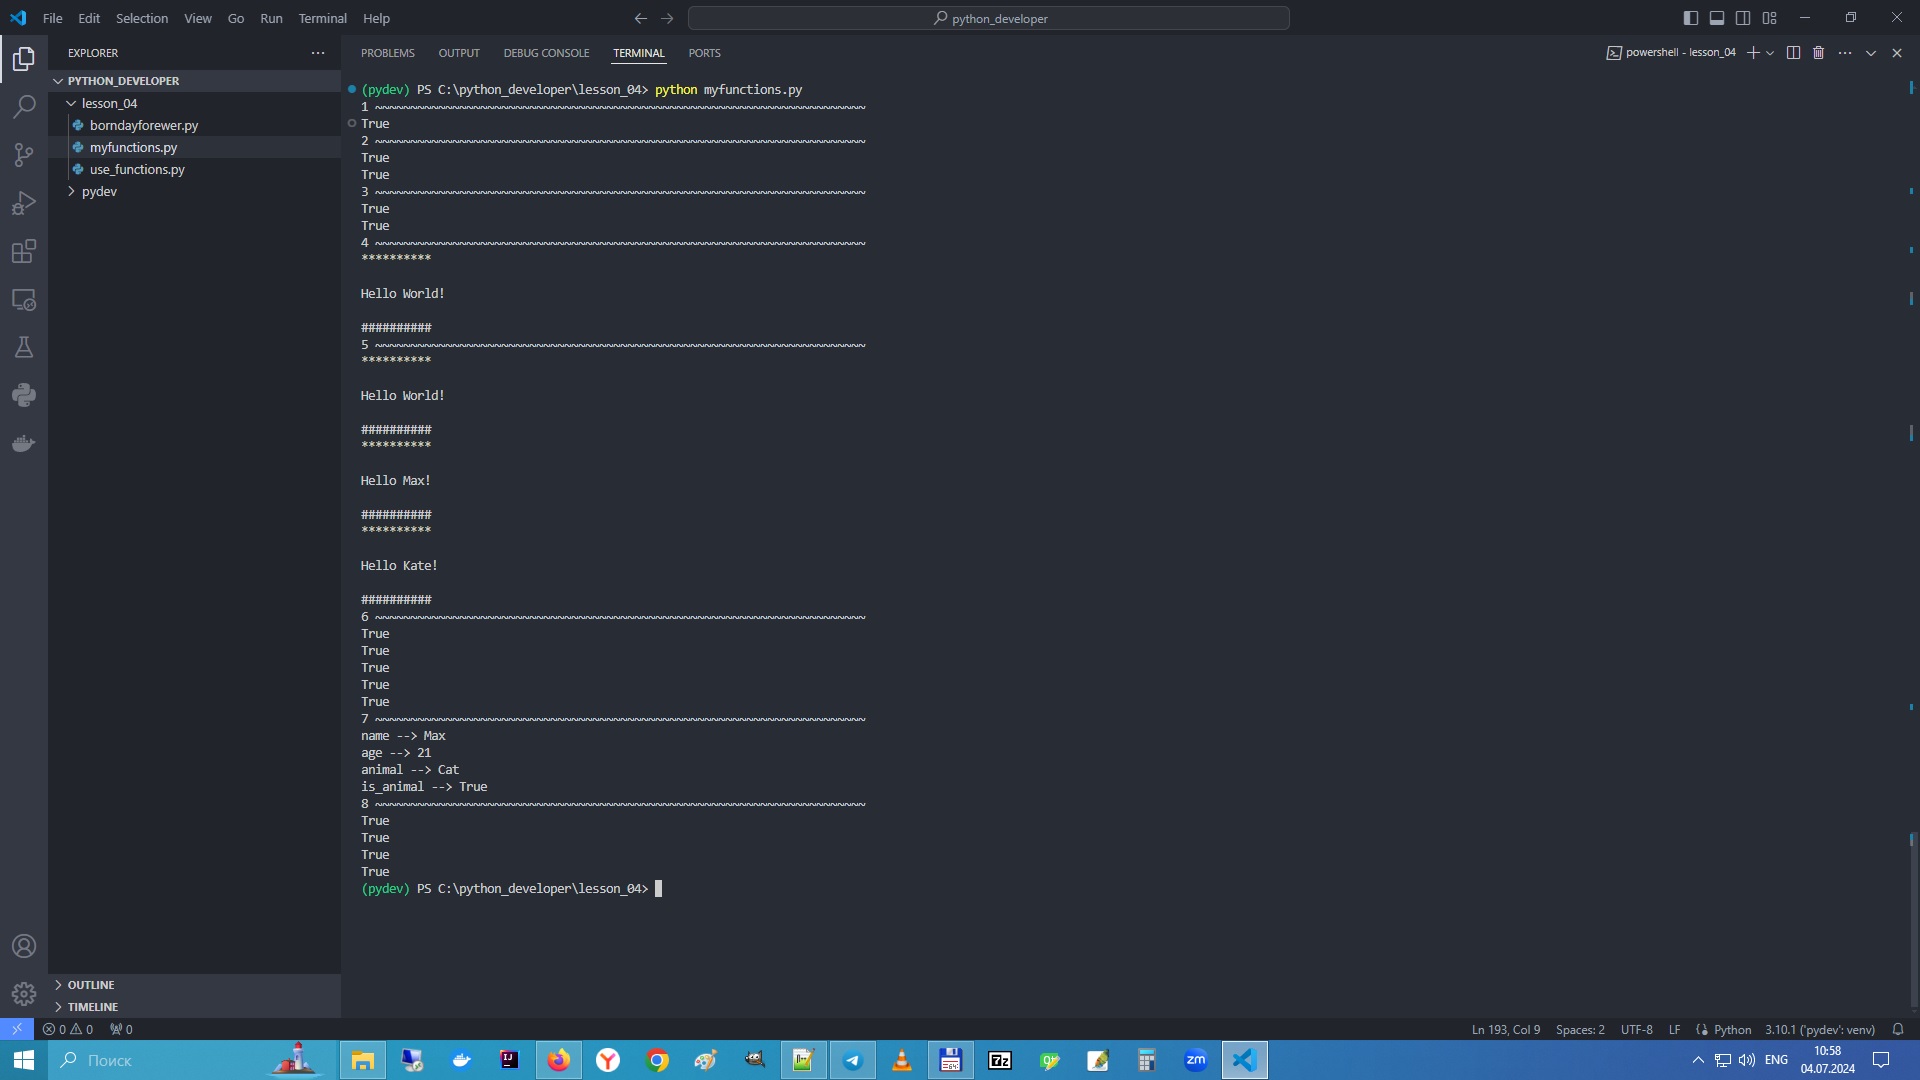 File Edit Selection View Go Run Terminal Help
python_developer
EXPLORER
PYTHON_DEVELOPER
lesson_04
borndayforewer.py
myfunctions.py
use_functions.py
pydev
OUTLINE
TIMELINE
PROBLEMS OUTPUT DEBUG CONSOLE TERMINAL PORTS
powershell - lesson_04
(pydev) PS C:\python_developer\lesson_04> python myfunctions.py
1 ~~~~~~~~~~~~~~~~~~~~~~~~~~~~~~~~~~~~~~~~~~~~~~~~~~~~~~~~~~~~~~~~~~~~~~
True
2 ~~~~~~~~~~~~~~~~~~~~~~~~~~~~~~~~~~~~~~~~~~~~~~~~~~~~~~~~~~~~~~~~~~~~~~
True
True
3 ~~~~~~~~~~~~~~~~~~~~~~~~~~~~~~~~~~~~~~~~~~~~~~~~~~~~~~~~~~~~~~~~~~~~~~
True
True
4 ~~~~~~~~~~~~~~~~~~~~~~~~~~~~~~~~~~~~~~~~~~~~~~~~~~~~~~~~~~~~~~~~~~~~~~
**********
Hello World!
##########
5 ~~~~~~~~~~~~~~~~~~~~~~~~~~~~~~~~~~~~~~~~~~~~~~~~~~~~~~~~~~~~~~~~~~~~~~
**********
Hello World!
##########
**********
Hello Max!
##########
**********
Hello Kate!
##########
6 ~~~~~~~~~~~~~~~~~~~~~~~~~~~~~~~~~~~~~~~~~~~~~~~~~~~~~~~~~~~~~~~~~~~~~~
True
True
True
True
True
7 ~~~~~~~~~~~~~~~~~~~~~~~~~~~~~~~~~~~~~~~~~~~~~~~~~~~~~~~~~~~~~~~~~~~~~~
name --> Max
age --> 21
animal --> Cat
is_animal --> True
8 ~~~~~~~~~~~~~~~~~~~~~~~~~~~~~~~~~~~~~~~~~~~~~~~~~~~~~~~~~~~~~~~~~~~~~~
True
True
True
True
(pydev) PS C:\python_developer\lesson_04>
0 0 0
Ln 193, Col 9 Spaces: 2 UTF-8 LF Python 3.10.1 ('pydev': venv)
Поиск
IJ
64
7z
zm
ENG
10:58
04.07.2024